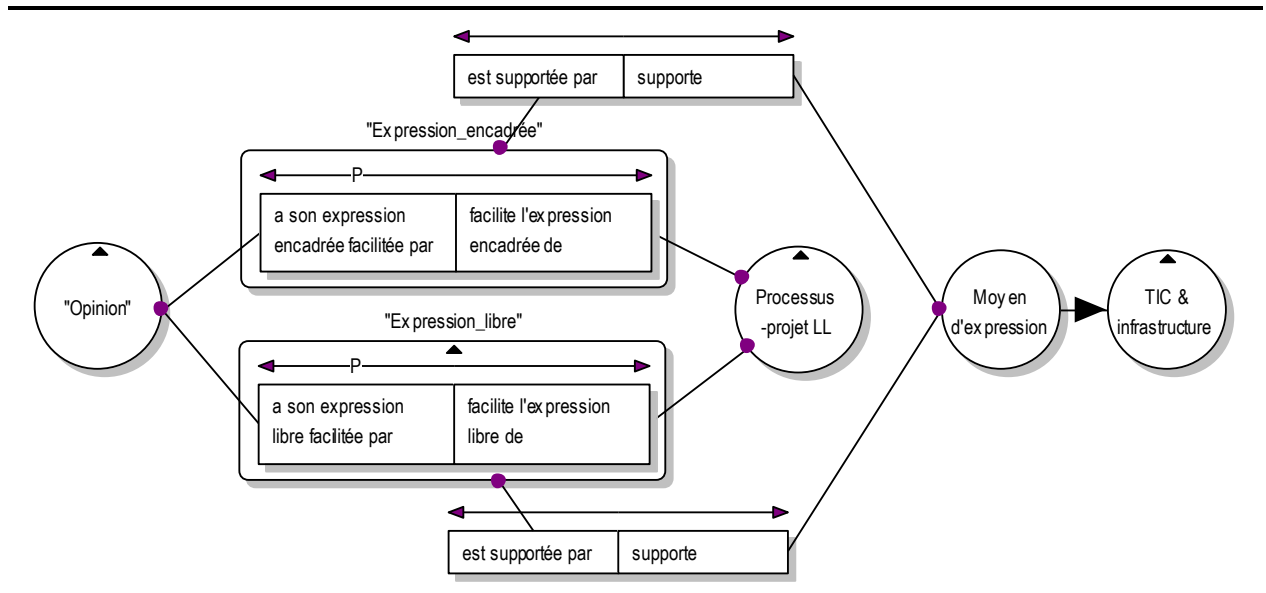 est supportée par
supporte
"Expression_encadrée"
P
a son expression
encadrée facilitée par
facilite l'expression
encadrée de
"Opinion"
Processus
-projet LL
Moyen
d'expression
TIC &
infrastructure
"Expression_libre"
P
a son expression
libre facilitée par
facilite l'expression
libre de
est supportée par
supporte